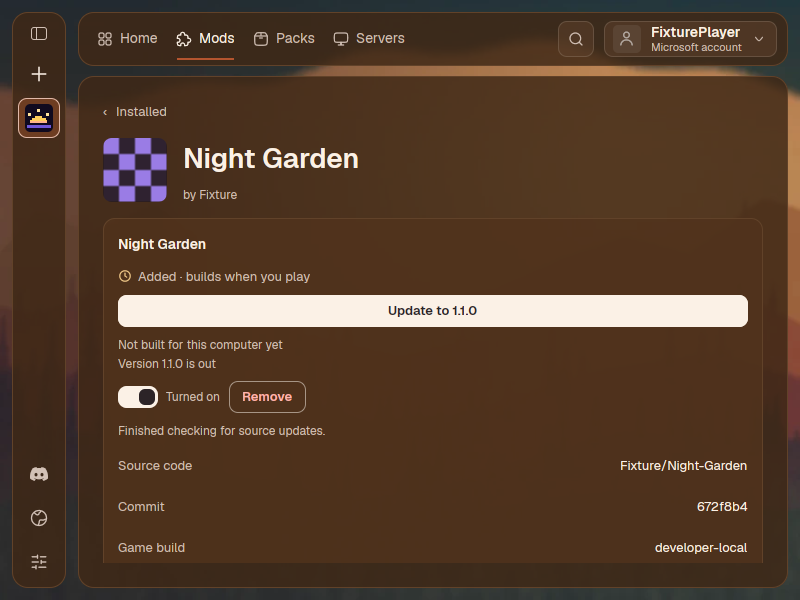 Home
Mods
Packs
Servers
FixturePlayer
Microsoft account
‹ Installed
Night Garden
by Fixture
Night Garden
Added · builds when you play
Update to 1.1.0
Not built for this computer yet
Version 1.1.0 is out
Turned on
Remove
Finished checking for source updates.
Source code
Fixture/Night-Garden
Commit
672f8b4
Game build
developer-local